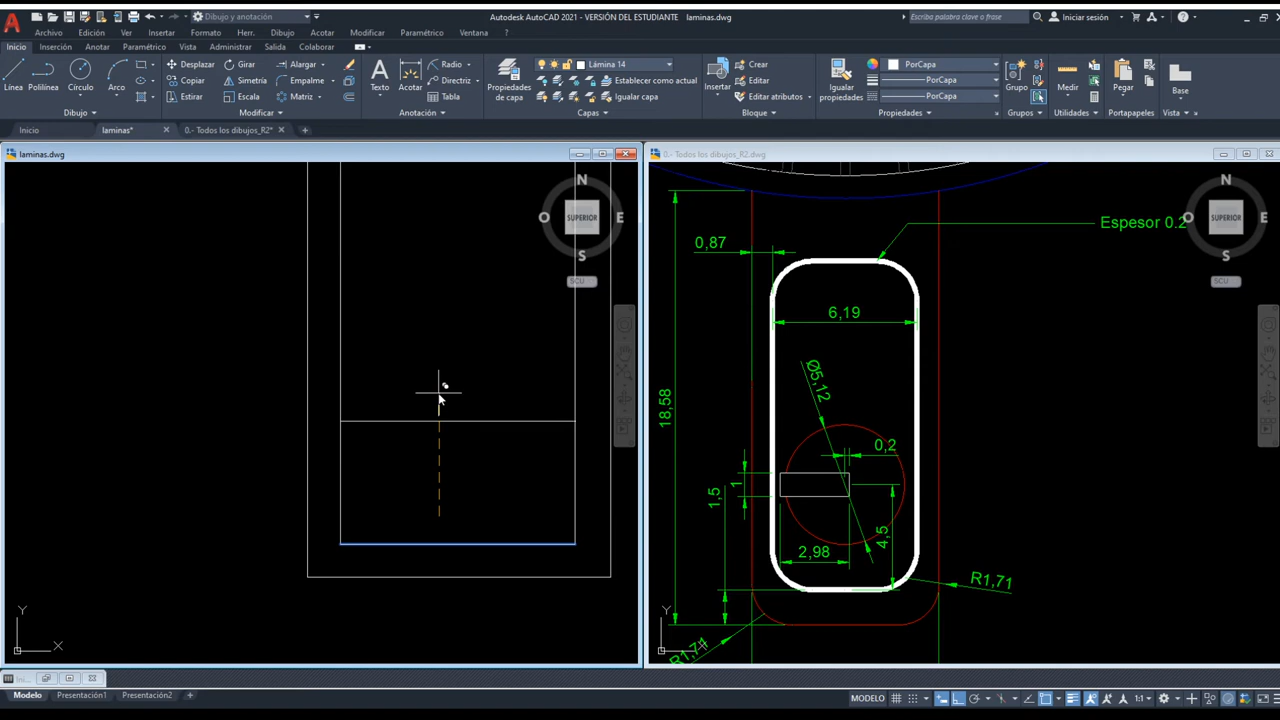 Dibujo y anotación
Autodesk AutoCAD 2021 - VERSIÓN DEL ESTUDIANTE laminas.dwg
Escriba palabra clave o frase
Iniciar sesión
Archivo Edición Ver Insertar Formato Herr. Dibujo Acotar Modificar Paramétrico Ventana ?
Inicio Inserción Anotar Paramétrico Vista Administrar Salida Colaborar
Línea Polilínea Círculo Arco
Desplazar Girar Alargar
Copiar Simetría Empalme
Estirar Escala Matriz
Texto Acotar
Radio
Directriz
Tabla
Propiedades de capa
Lámina 14
Establecer como actual
Igualar capa
Insertar
Crear
Editar
Editar atributos
Igualar propiedades
PorCapa
PorCapa
PorCapa
Grupo
Medir
Pegar
Base
Dibujo Modificar Anotación Capas Bloque Propiedades Grupos Utilidades Portapapeles Vista
Inicio laminas* 0.- Todos los dibujos_R2*
laminas.dwg
0.- Todos los dibujos_R2.dwg
N
O SUPERIOR E
S
SCU
N
O SUPERIOR E
S
SCU
Espesor 0.2
0,87
6,19
Ø5,12
18,58
0,2
1
1,5
4,5
2,98
R1,71
R1,71
Y
X
Y
X
Ini...
Modelo Presentación1 Presentación2
MODELO
1:1